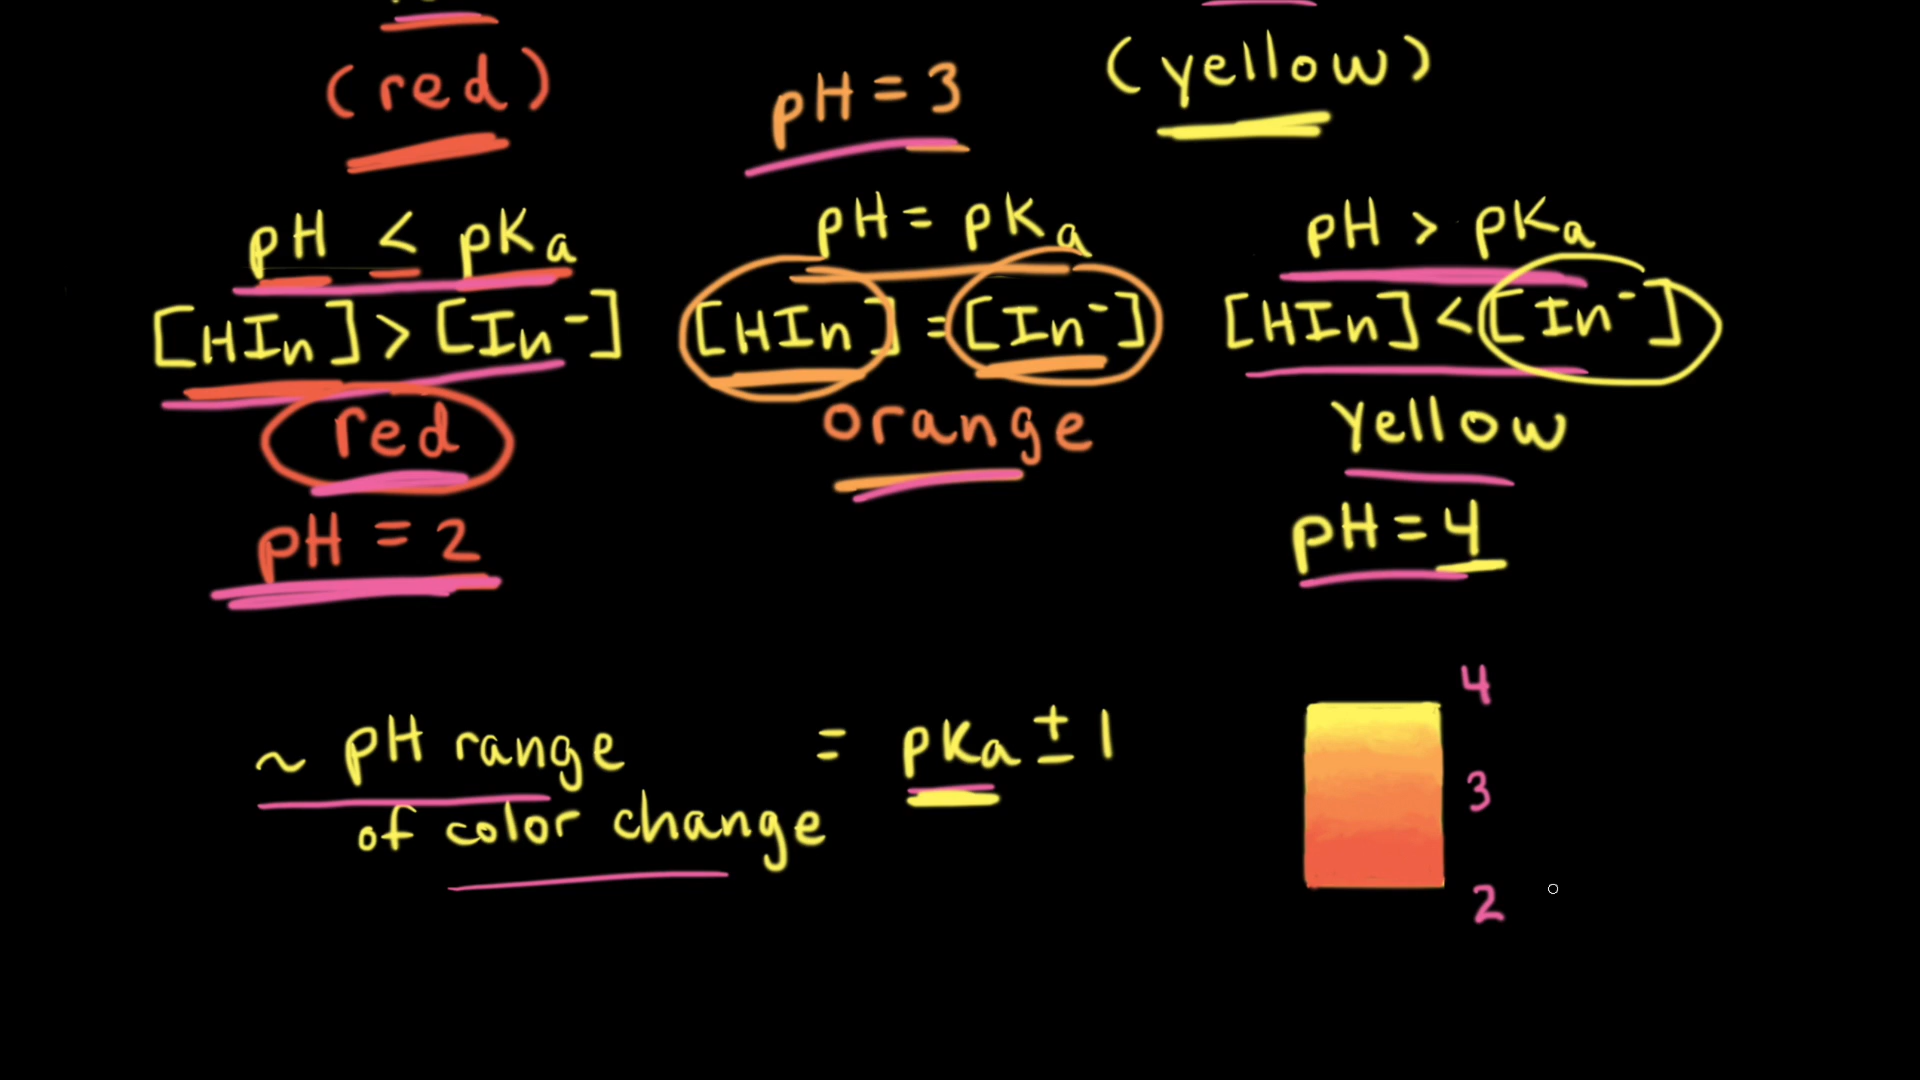 (red)
pH = 3
(yellow)
pH < pKa
pH = pKa
pH > pKa
[HIn] > [In⁻]
[HIn] = [In⁻]
[HIn] < [In⁻]
red
orange
yellow
pH = 2
pH = 4
~ pH range
of color change
= pKa ± 1
4
3
2